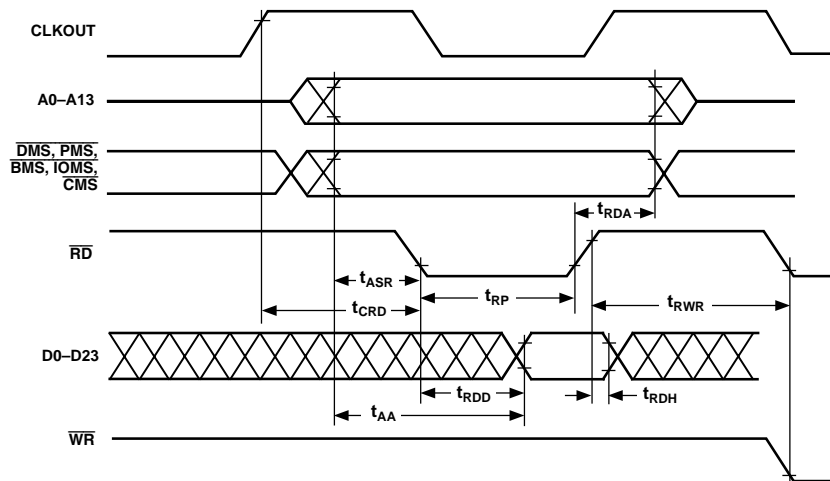 CLKOUT
A0–A13
DMS, PMS,
BMS, IOMS,
CMS
tRDA
RD
tASR
tCRD
tRP
tRWR
D0–D23
tRDD
tRDH
tAA
WR